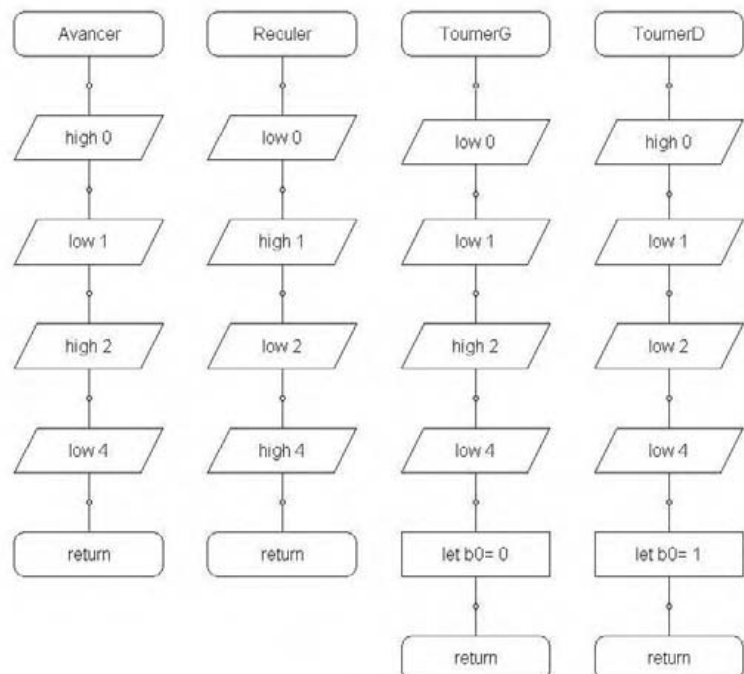 Avancer
high 0
low 1
high 2
low 4
return
Reculer
low 0
high 1
low 2
high 4
return
TournerG
low 0
low 1
high 2
low 4
let b0= 0
return
TournerD
high 0
low 1
low 2
low 4
let b0= 1
return